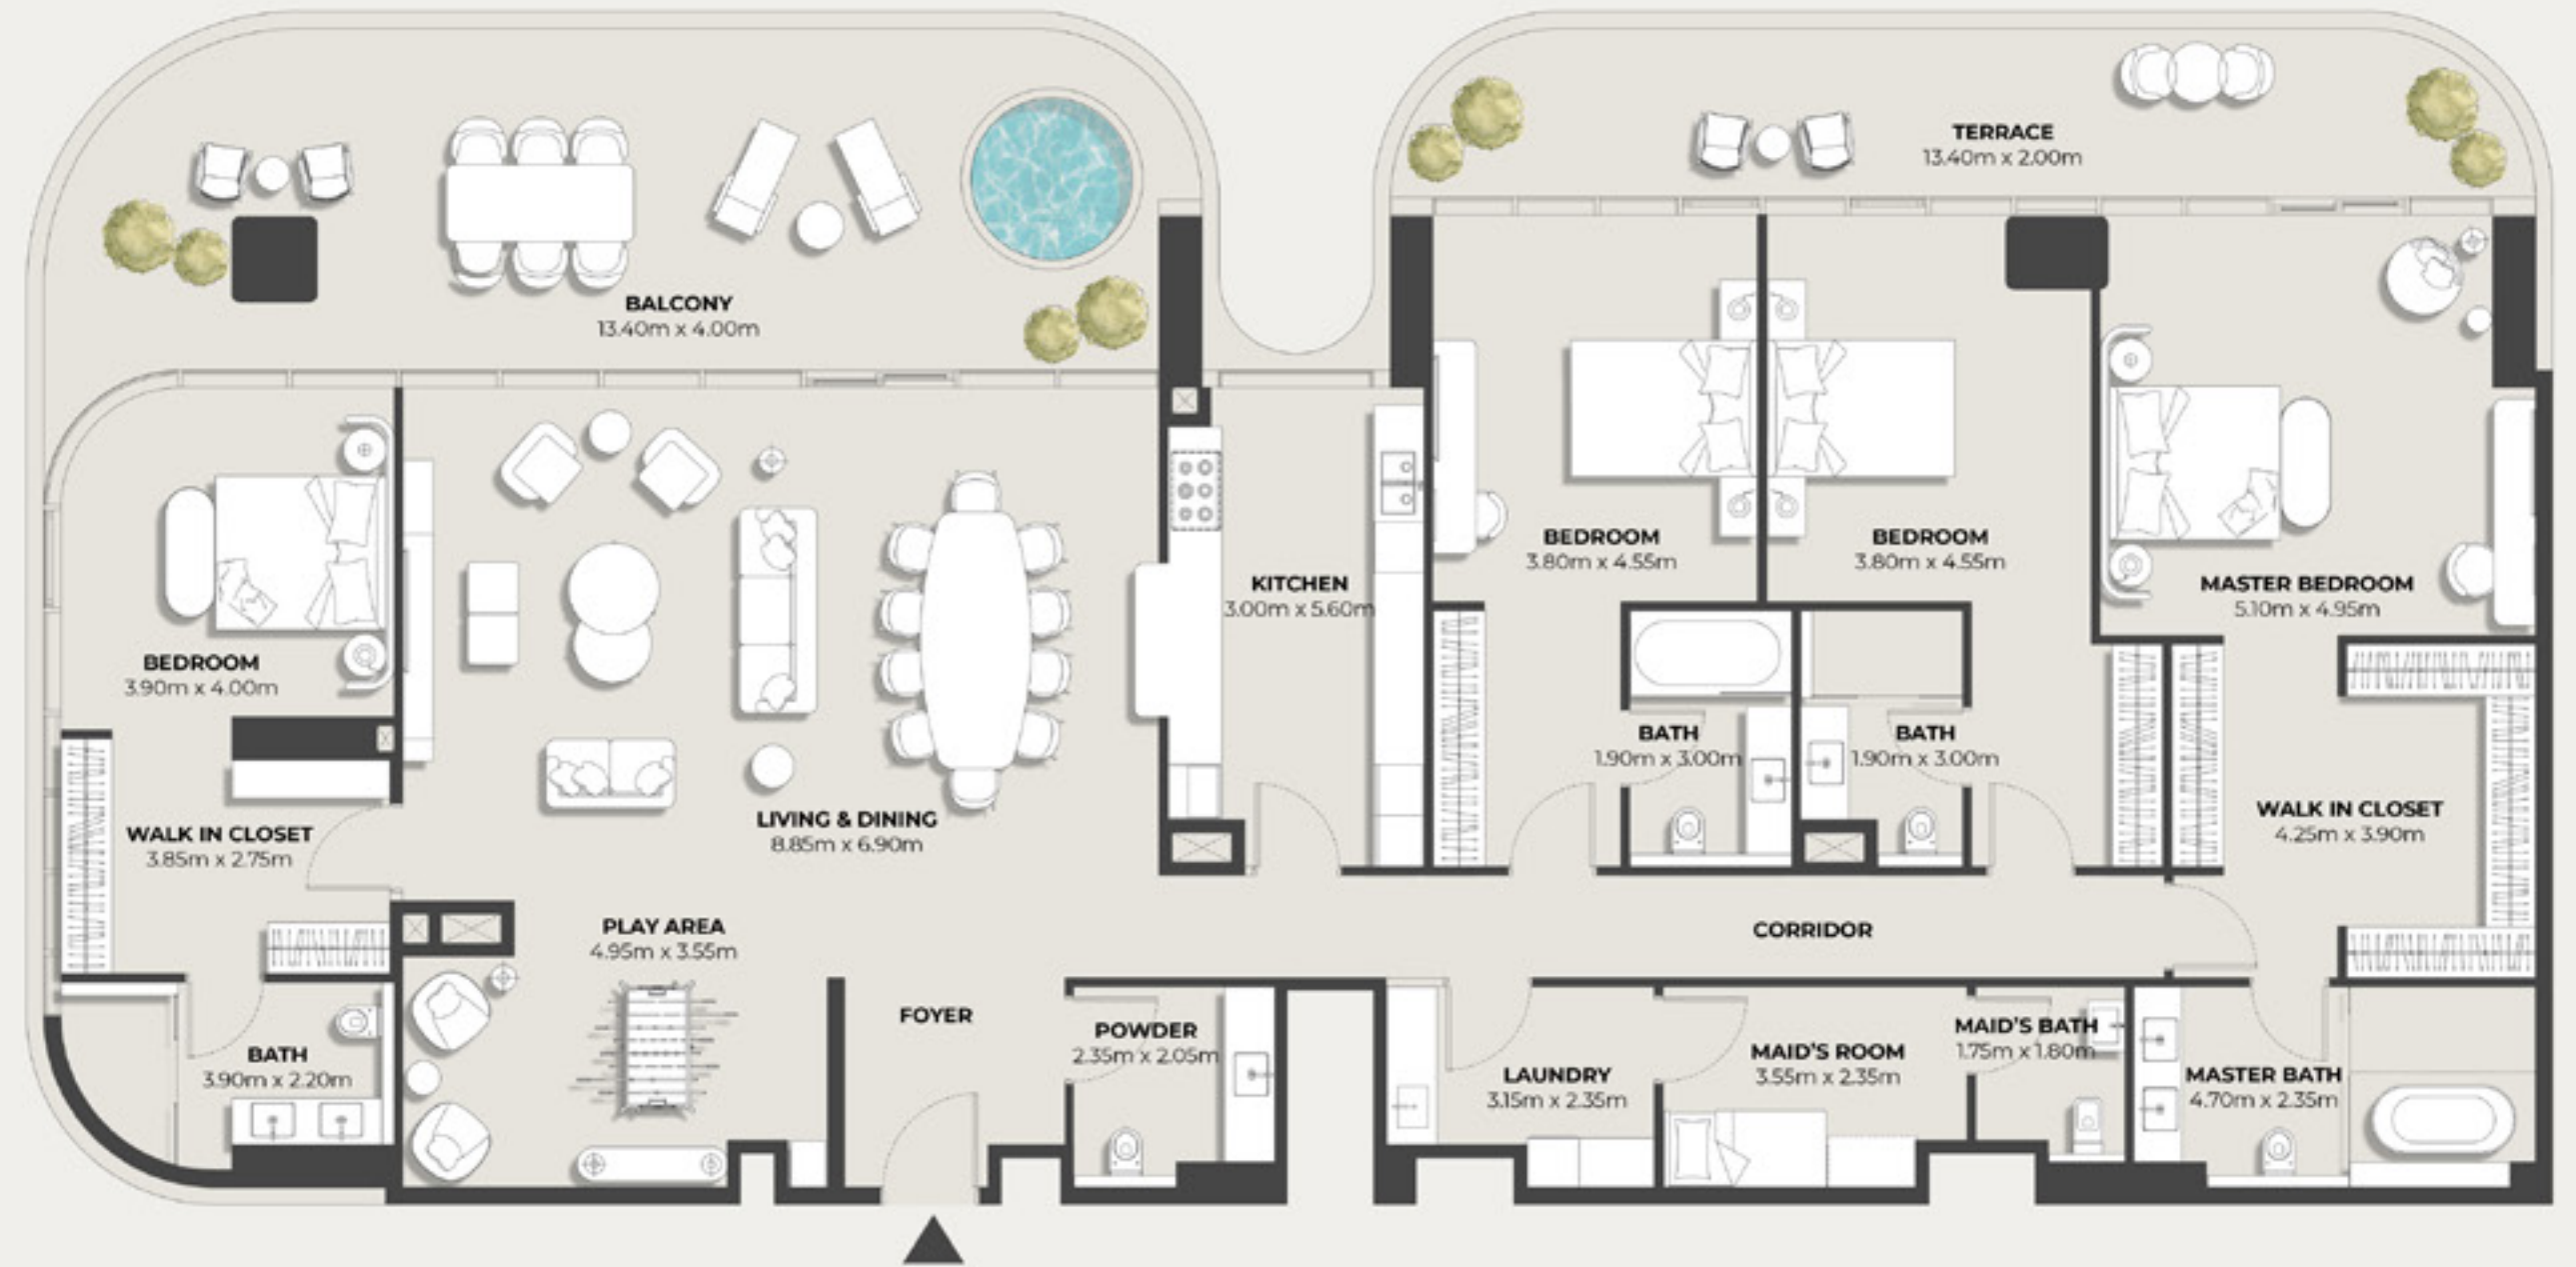 TERRACE
13.40m x 2.00m
BALCONY
13.40m x 4.00m
BEDROOM
3.80m x 4.55m
BEDROOM
3.80m x 4.55m
KITCHEN
3.00m x 5.60m
MASTER BEDROOM
5.10m x 4.95m
BEDROOM
3.90m x 4.00m
BATH
1.90m x 3.00m
BATH
1.90m x 3.00m
LIVING & DINING
8.85m x 6.90m
WALK IN CLOSET
4.25m x 3.90m
WALK IN CLOSET
3.85m x 2.75m
PLAY AREA
4.95m x 3.55m
CORRIDOR
FOYER
POWDER
2.35m x 2.05m
MAID'S BATH
1.75m x 1.80m
BATH
3.90m x 2.20m
MAID'S ROOM
3.55m x 2.35m
LAUNDRY
3.15m x 2.35m
MASTER BATH
4.70m x 2.35m